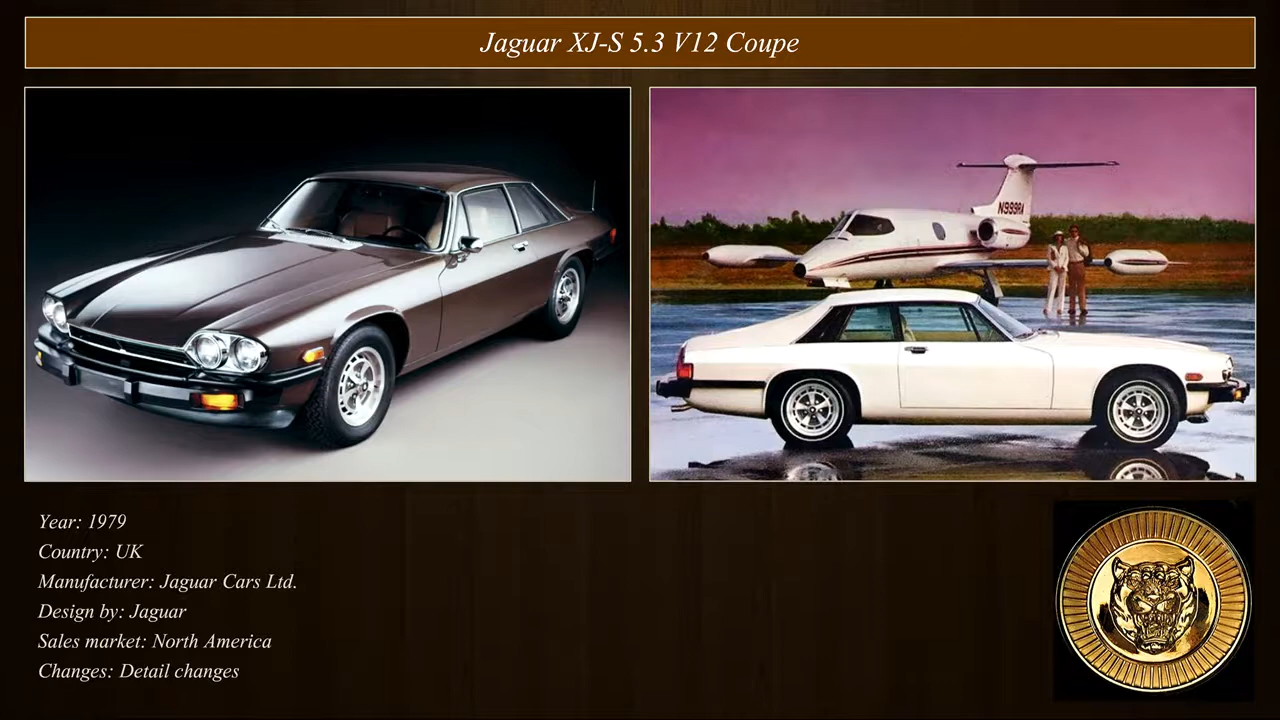 Jaguar XJ-S 5.3 V12 Coupe
N999RA
Year: 1979
Country: UK
Manufacturer: Jaguar Cars Ltd.
Design by: Jaguar
Sales market: North America
Changes: Detail changes